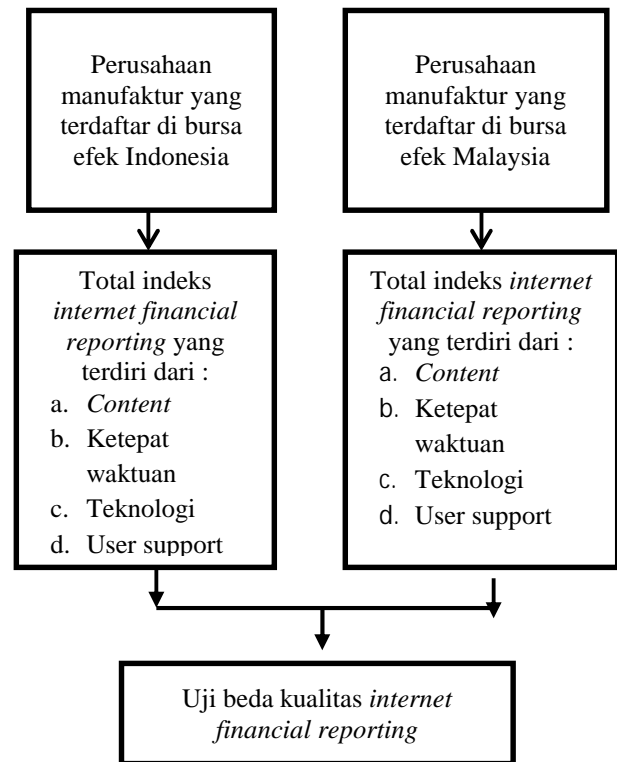 Perusahaan
manufaktur yang
terdaftar di bursa
efek Indonesia
Perusahaan
manufaktur yang
terdaftar di bursa
efek Malaysia
Total indeks
internet financial
reporting yang
terdiri dari :
a. Content
b. Ketepat
waktuan
c. Teknologi
d. User support
Total indeks internet
financial reporting
yang terdiri dari :
a. Content
b. Ketepat
waktuan
c. Teknologi
d. User support
Uji beda kualitas internet
financial reporting